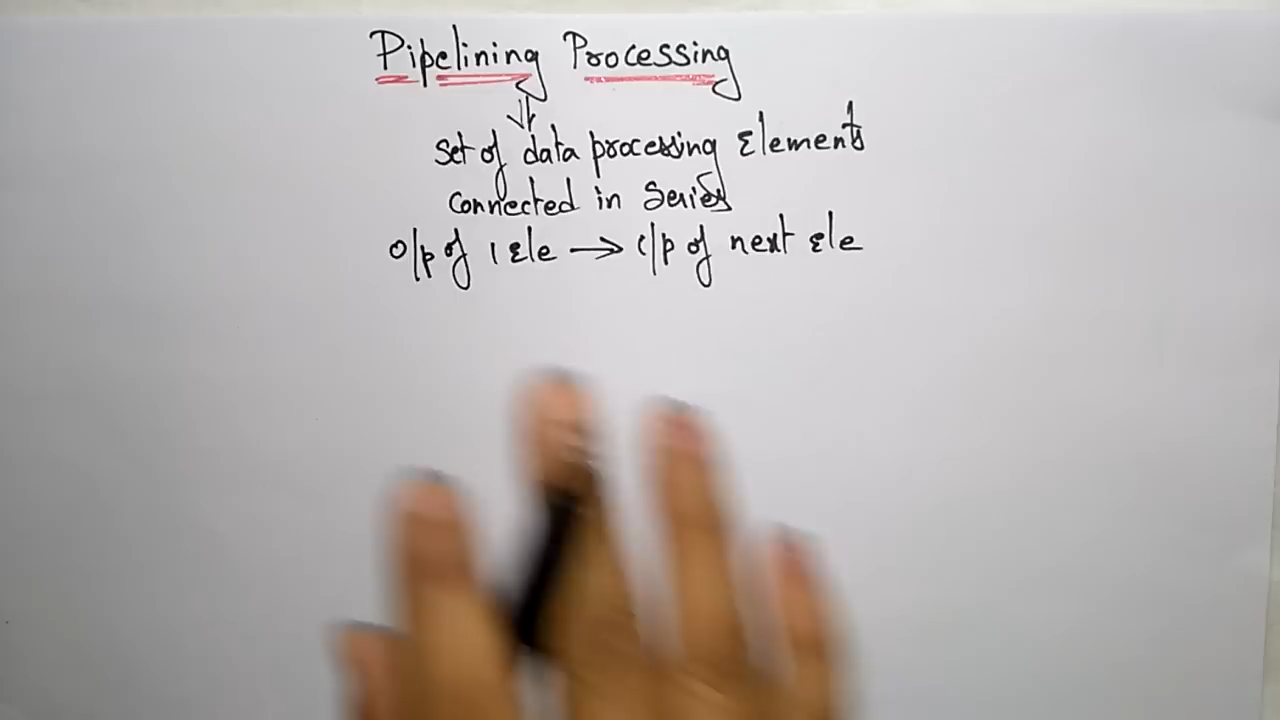 Pipelining Processing
set of data processing Elements
connected in Series
o/p of 1 Ele → i/p of next ele